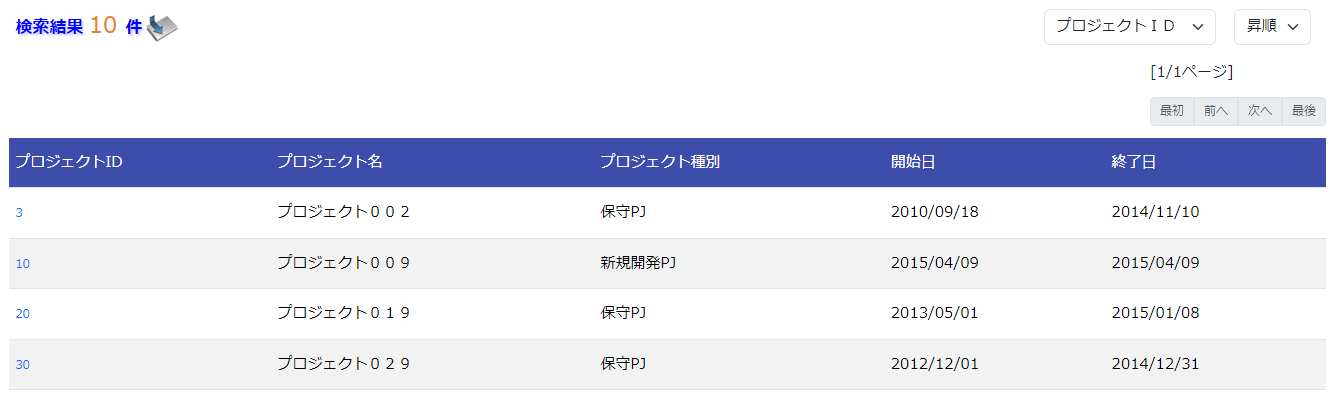 検索結果 10 件
プロジェクトＩＤ 昇順
[1/1ページ]
最初 前へ 次へ 最後
プロジェクトID プロジェクト名 プロジェクト種別 開始日 終了日
3 プロジェクト００２ 保守PJ 2010/09/18 2014/11/10
10 プロジェクト００９ 新規開発PJ 2015/04/09 2015/04/09
20 プロジェクト０１９ 保守PJ 2013/05/01 2015/01/08
30 プロジェクト０２９ 保守PJ 2012/12/01 2014/12/31